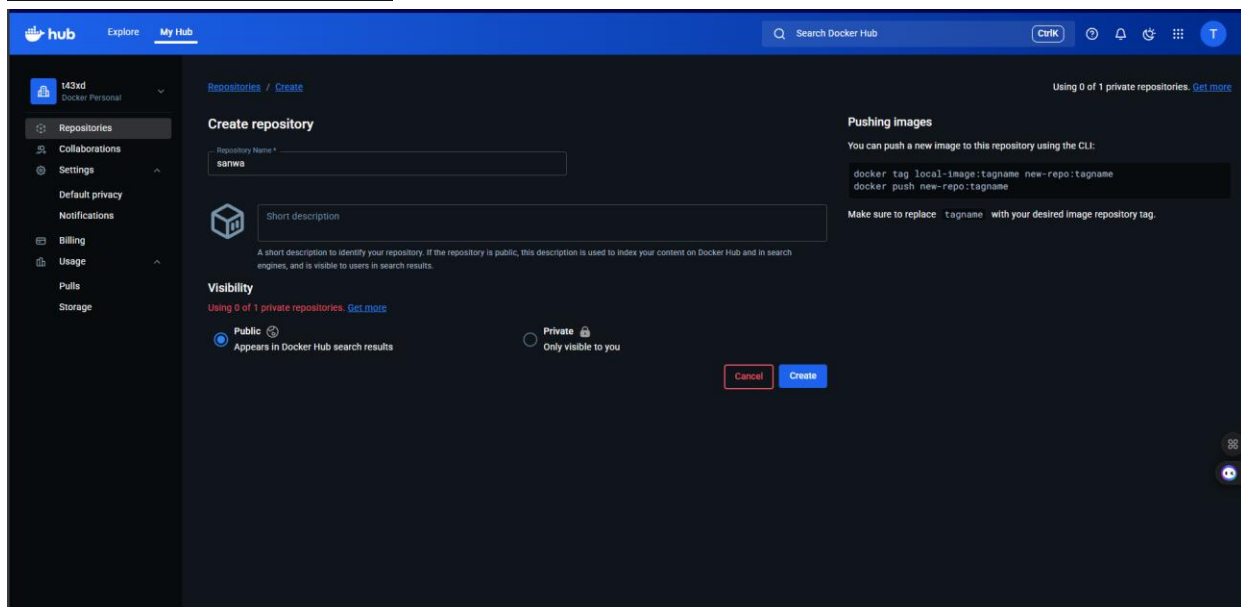 hub
Explore
My Hub
Search Docker Hub
CtrlK
T
t43xd
Docker Personal
Repositories
Collaborations
Settings
Default privacy
Notifications
Billing
Usage
Pulls
Storage
Repositories / Create
Using 0 of 1 private repositories. Get more
Create repository
Repository Name *
sanwa
Short description
A short description to identify your repository. If the repository is public, this description is used to index your content on Docker Hub and in search
engines, and is visible to users in search results.
Visibility
Using 0 of 1 private repositories. Get more
Public
Appears in Docker Hub search results
Private
Only visible to you
Cancel
Create
Pushing images
You can push a new image to this repository using the CLI:
docker tag local-image:tagname new-repo:tagname
docker push new-repo:tagname
Make sure to replace tagname with your desired image repository tag.